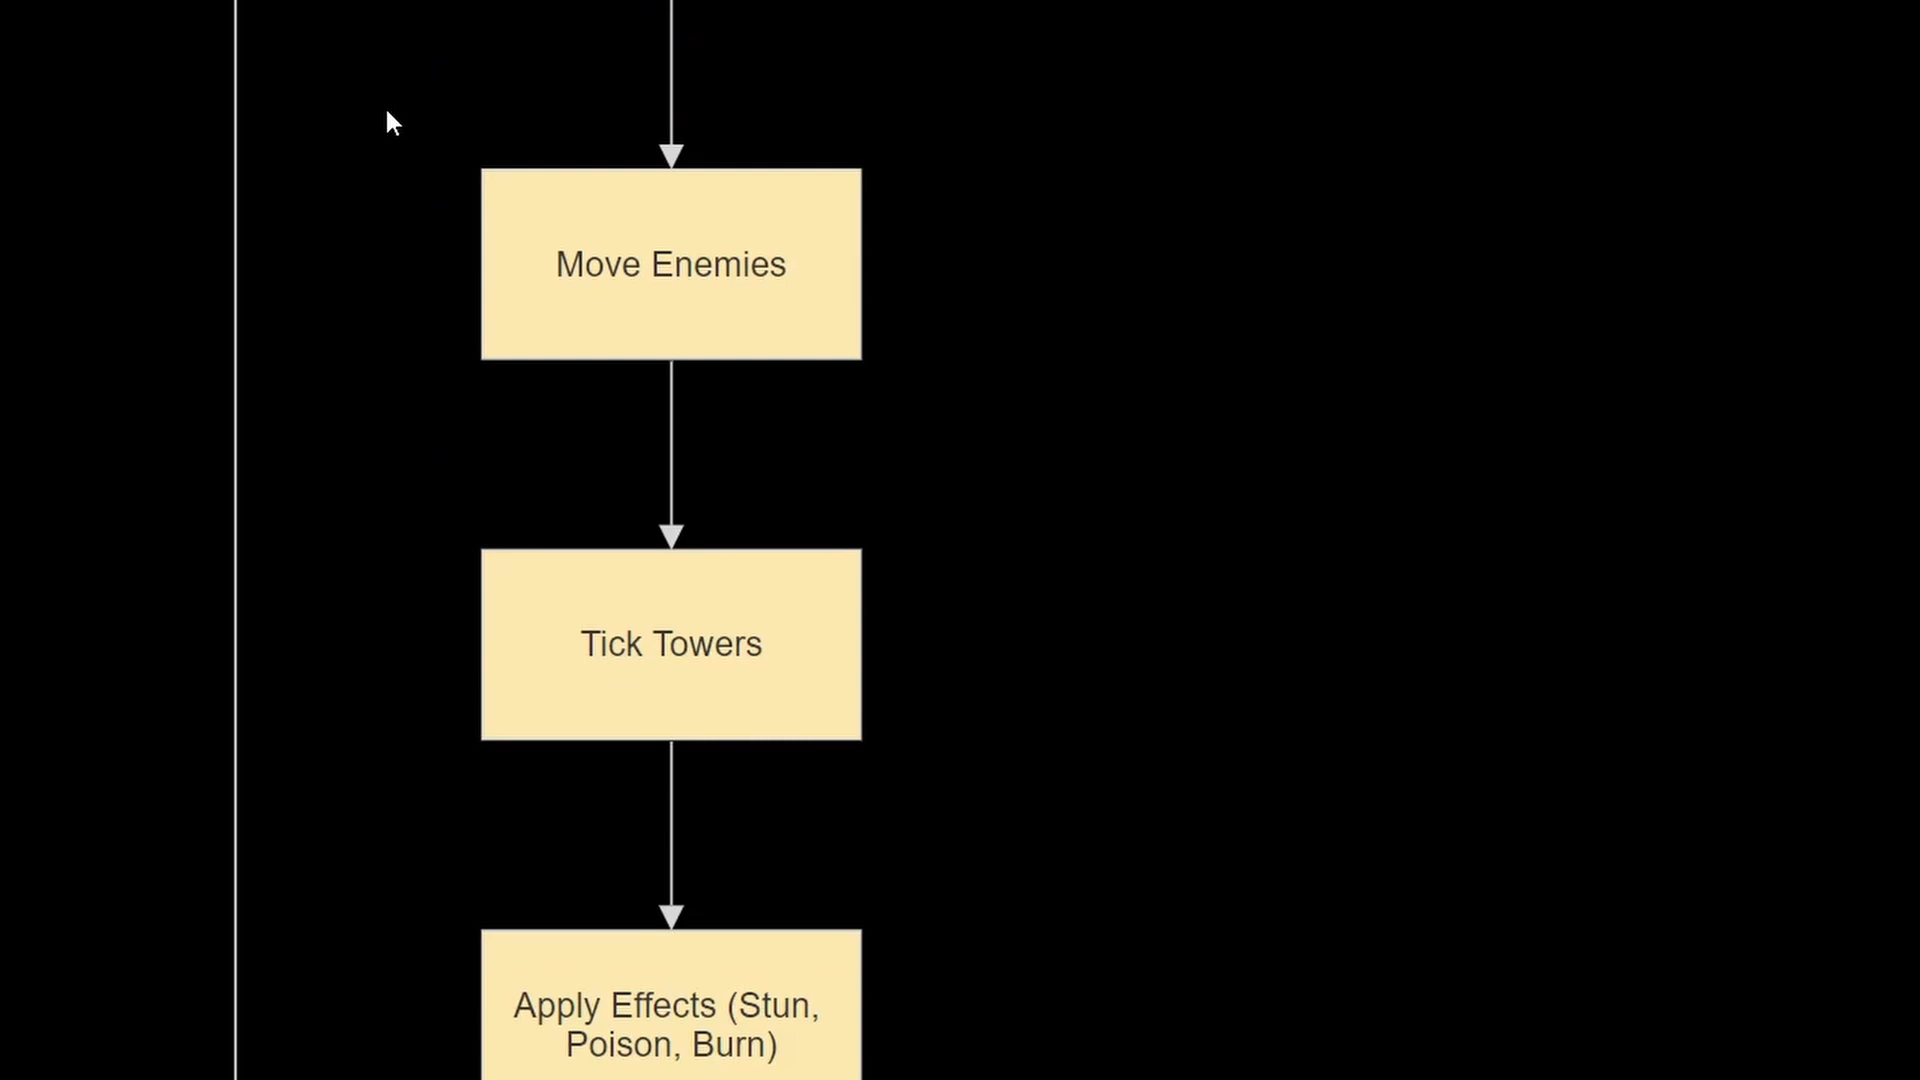 Move Enemies
Tick Towers
Apply Effects (Stun,
Poison, Burn)